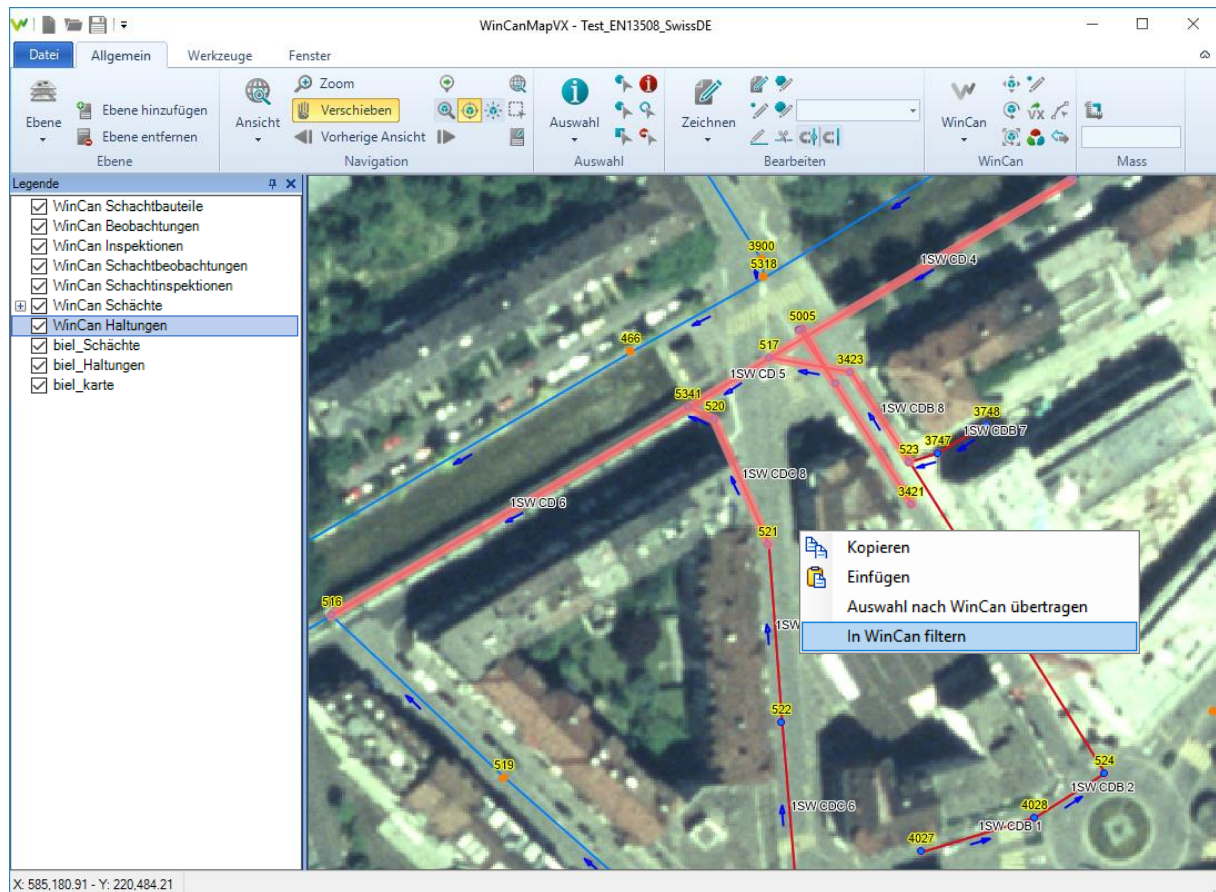 WinCanMapVX - Test_EN13508_SwissDE
Datei Allgemein Werkzeuge Fenster
Ebene
Ebene hinzufügen
Ebene entfernen
Ebene
Ansicht
Zoom
Verschieben
Vorherige Ansicht
Navigation
Auswahl
Auswahl
Zeichnen
Bearbeiten
WinCan
VX
WinCan
Mass
Legende
WinCan Schachtbauteile
WinCan Beobachtungen
WinCan Inspektionen
WinCan Schachtbeobachtungen
WinCan Schachtinspektionen
WinCan Schächte
WinCan Haltungen
biel_Schächte
biel_Haltungen
biel_karte
3900
1SW CD 4
5318
5005
466
517
3423
1SW CD 5
5341
520
1SW CDB 8
3748
1SW CDB 7
3747
523
1SW CDC 8
3421
1SW CD 6
521
Kopieren
Einfügen
Auswahl nach WinCan übertragen
In WinCan filtern
516
1SW
522
519
524
1SW CDB 2
1SW CDC 6
4028
1SW CDB 1
4027
X: 585,180.91 - Y: 220,484.21